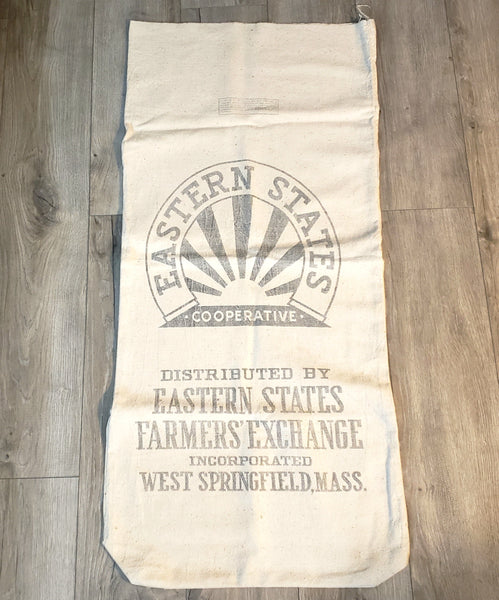 EASTERN STATES
· COOPERATIVE ·
DISTRIBUTED BY
EASTERN STATES
FARMERS' EXCHANGE
INCORPORATED
WEST SPRINGFIELD, MASS.